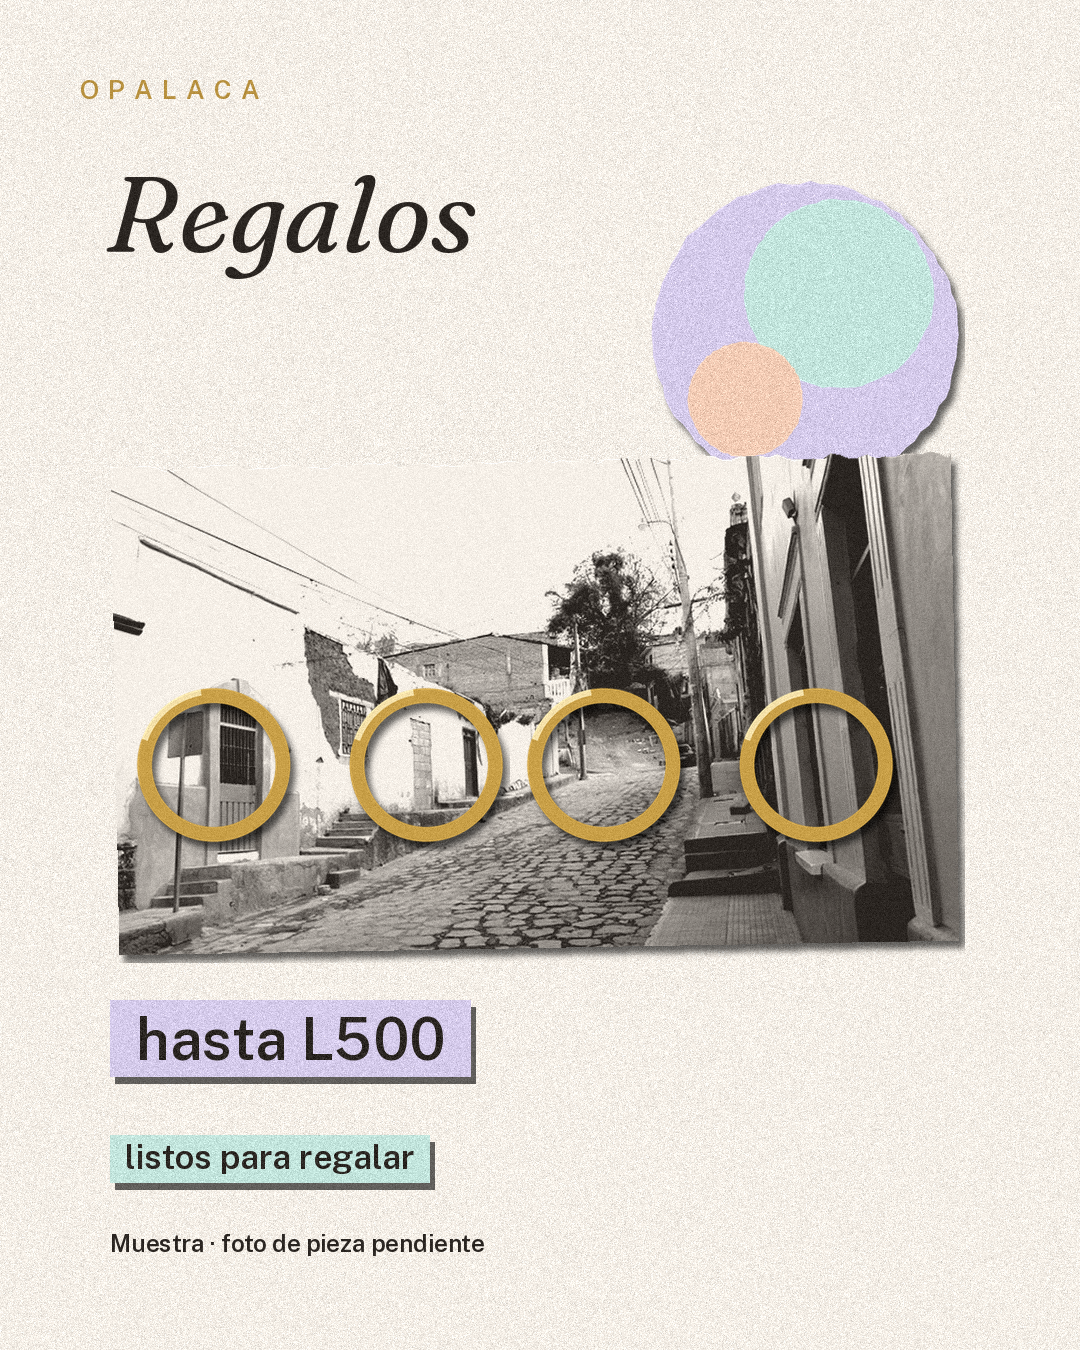 OPALACA
Regalos
hasta L500
listos para regalar
Muestra · foto de pieza pendiente